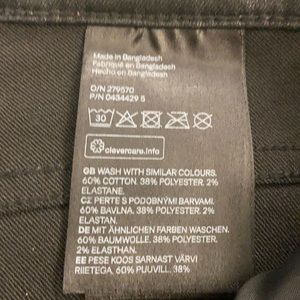 Made in Bangladesh
Fabriqué en Bangladesh
Hecho en Bangladesh
O/N 279570
P/N 0434429 5
30
clevercare.info
GB WASH WITH SIMILAR COLOURS.
60% COTTON. 38% POLYESTER. 2%
ELASTANE.
CZ PERTE S PODOBNÝMI BARVAMI.
60% BAVLNA. 38% POLYESTER. 2%
ELASTAN.
DE MIT ÄHNLICHEN FARBEN WASCHEN.
60% BAUMWOLLE. 38% POLYESTER.
2% ELASTHAN.
EE PESE KOOS SARNAST VÄRVI
RIIETEGA. 60% PUUVILL. 38%